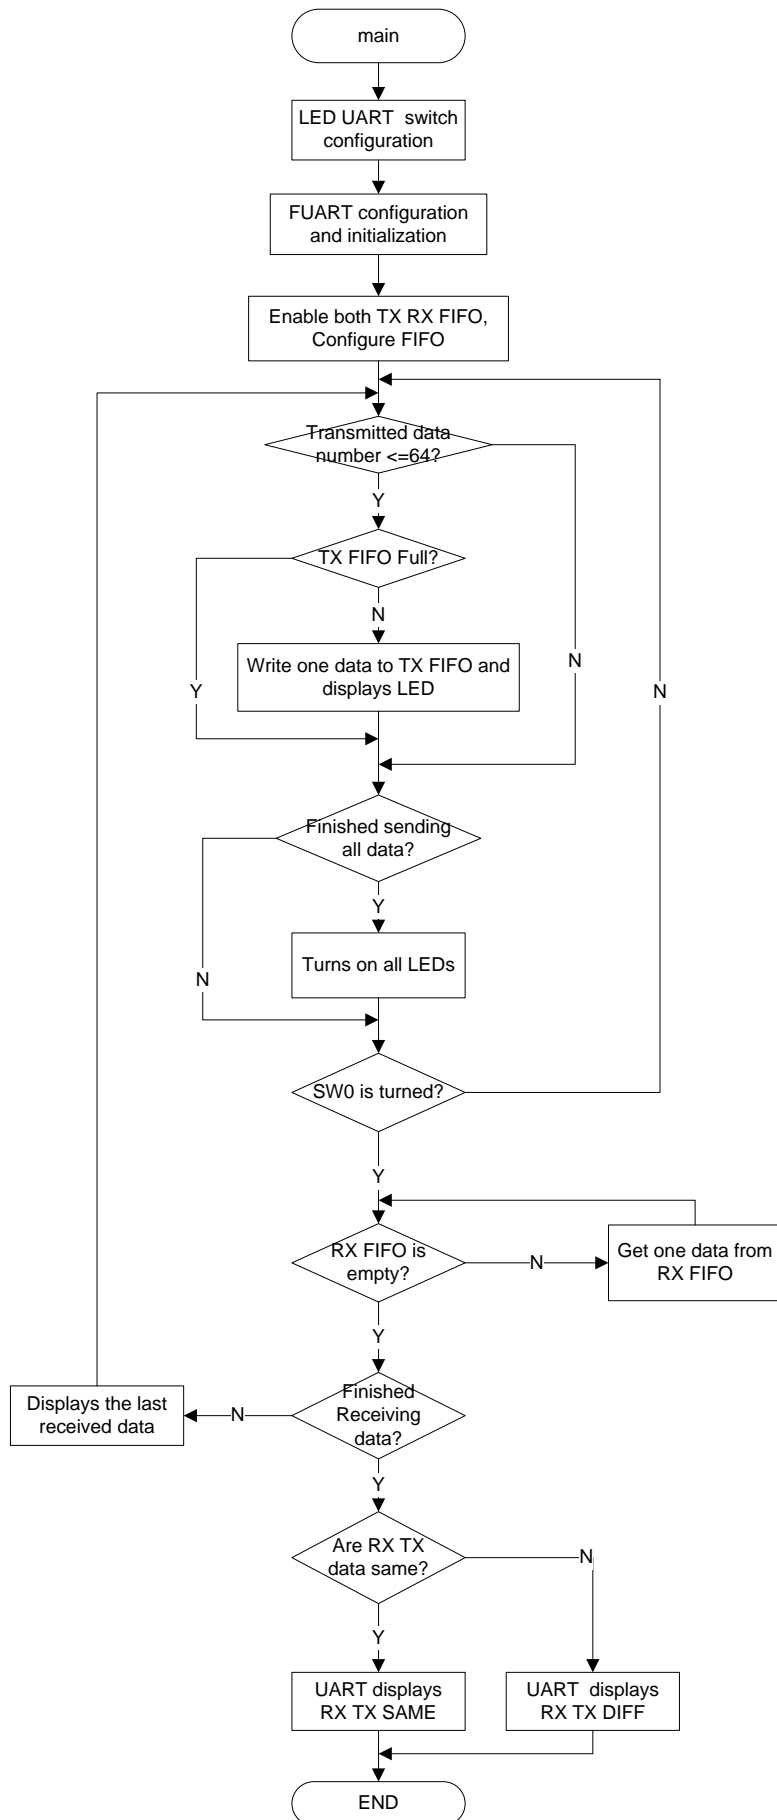 main
LED UART  switch
configuration
FUART configuration
and initialization
Enable both TX RX FIFO,
Configure FIFO
Transmitted data
number <=64?
Y
TX FIFO Full?
N
Write one data to TX FIFO and
displays LED
Y
N
N
Finished sending
all data?
Y
Turns on all LEDs
N
SW0 is turned?
Y
RX FIFO is
empty?
N
Get one data from
RX FIFO
Y
Finished
Receiving
data?
N
Displays the last
received data
Y
Are RX TX
data same?
N
Y
UART displays
RX TX SAME
UART  displays
RX TX DIFF
END